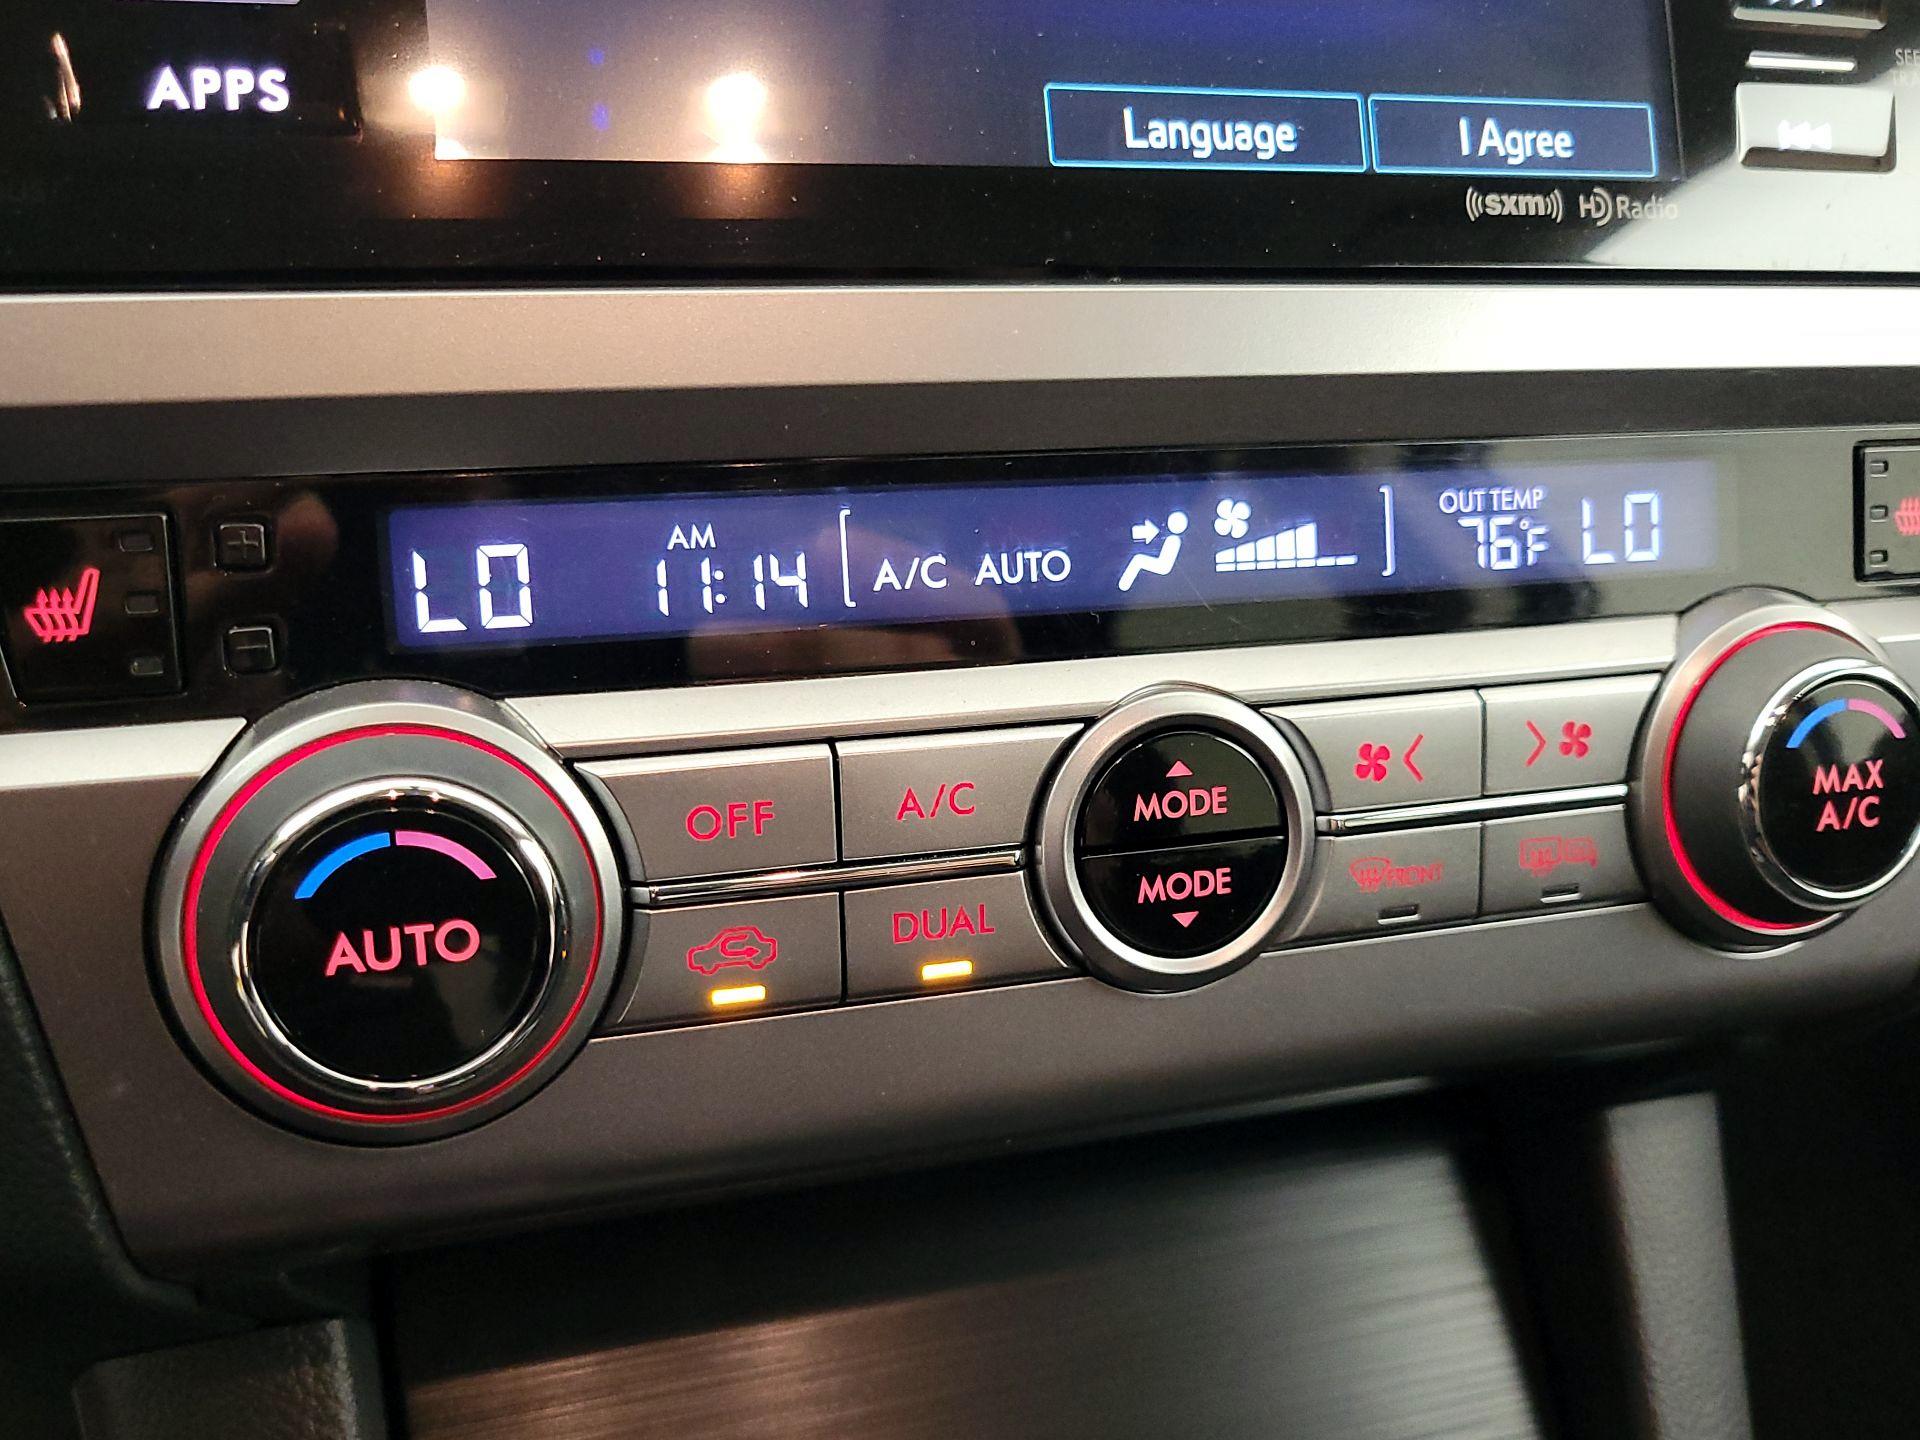 APPS
Language
I Agree
SXM HD Radio
LO
AM
11:14
A/C AUTO
OUT TEMP
76°F
LO
OFF
A/C
MODE
MODE
MAX
A/C
AUTO
DUAL
FRONT